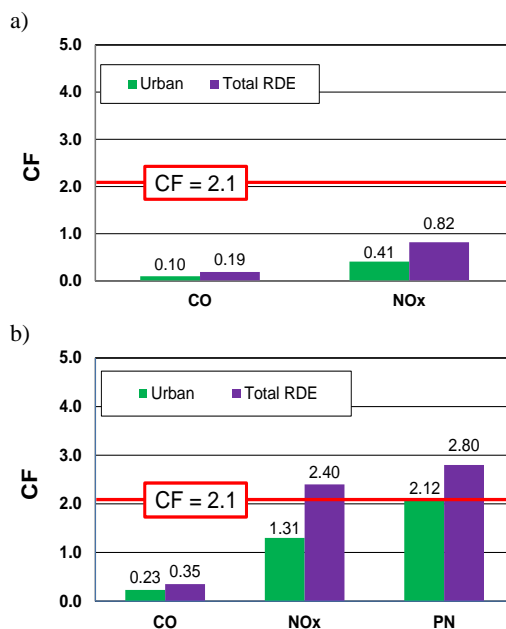 a)
5.0
Urban Total RDE
4.0
3.0
CF
CF = 2.1
2.0
1.0
0.10 0.19 0.41 0.82
0.0
CO NOx
b)
5.0
Urban Total RDE
4.0
3.0
CF
CF = 2.1
2.0
1.0
0.23 0.35 1.31 2.40 2.12 2.80
0.0
CO NOx PN